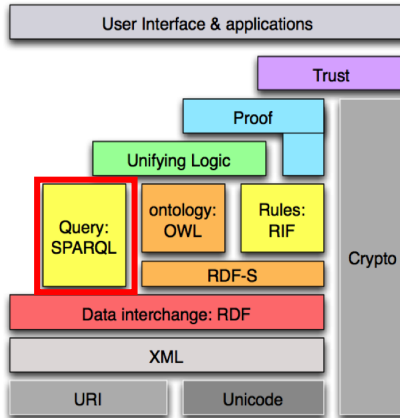 User Interface & applications
Trust
Proof
Unifying Logic
Query:
SPARQL
ontology:
OWL
Rules:
RIF
Crypto
RDF-S
Data interchange: RDF
XML
URI
Unicode